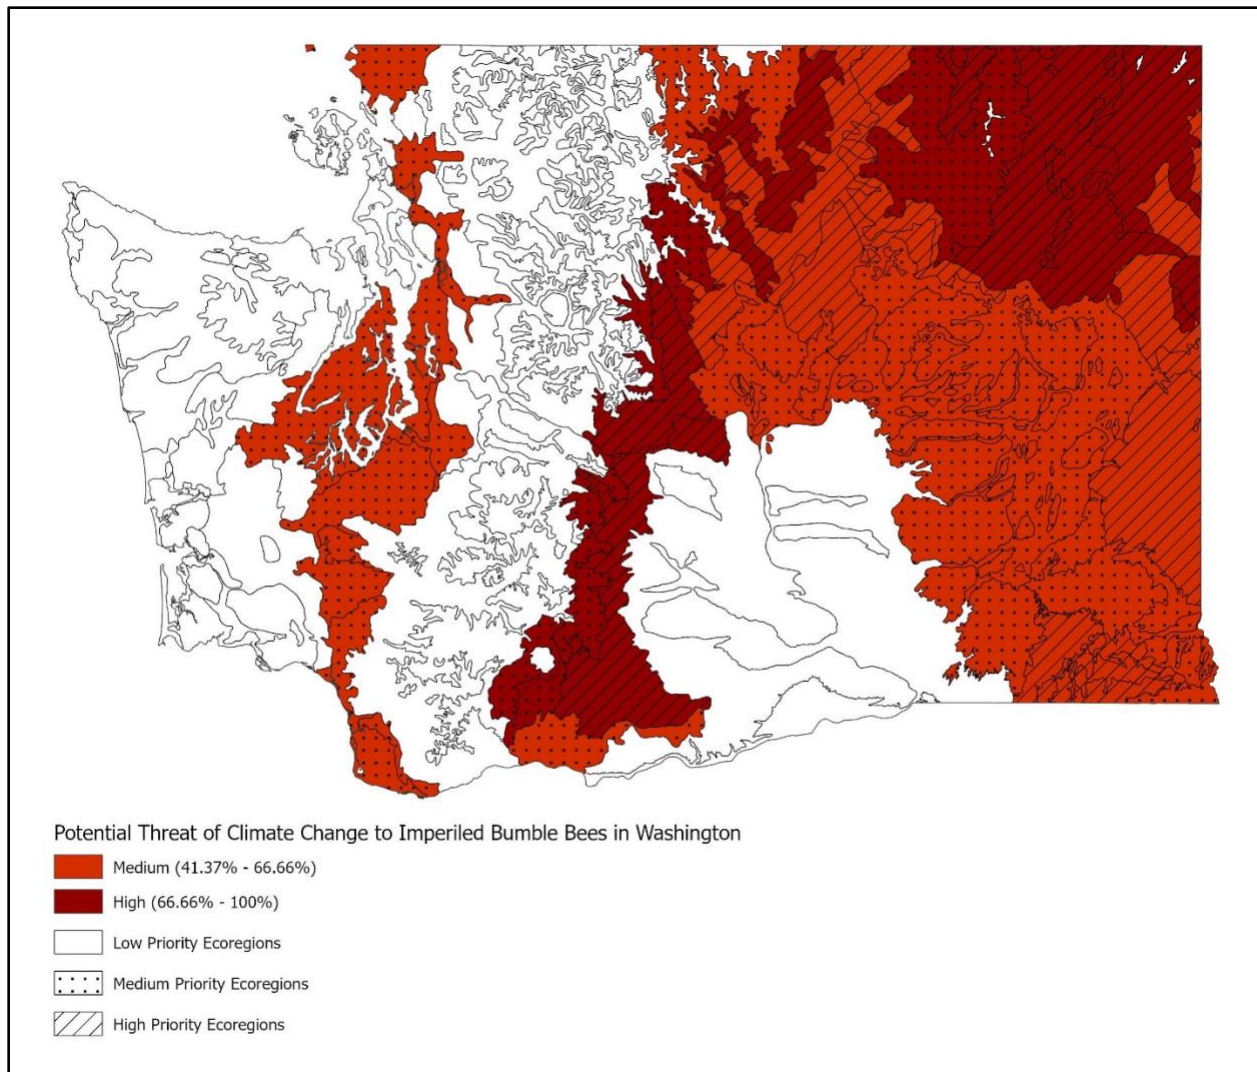 Potential Threat of Climate Change to Imperiled Bumble Bees in Washington
Medium (41.37% - 66.66%)
High (66.66% - 100%)
Low Priority Ecoregions
Medium Priority Ecoregions
High Priority Ecoregions